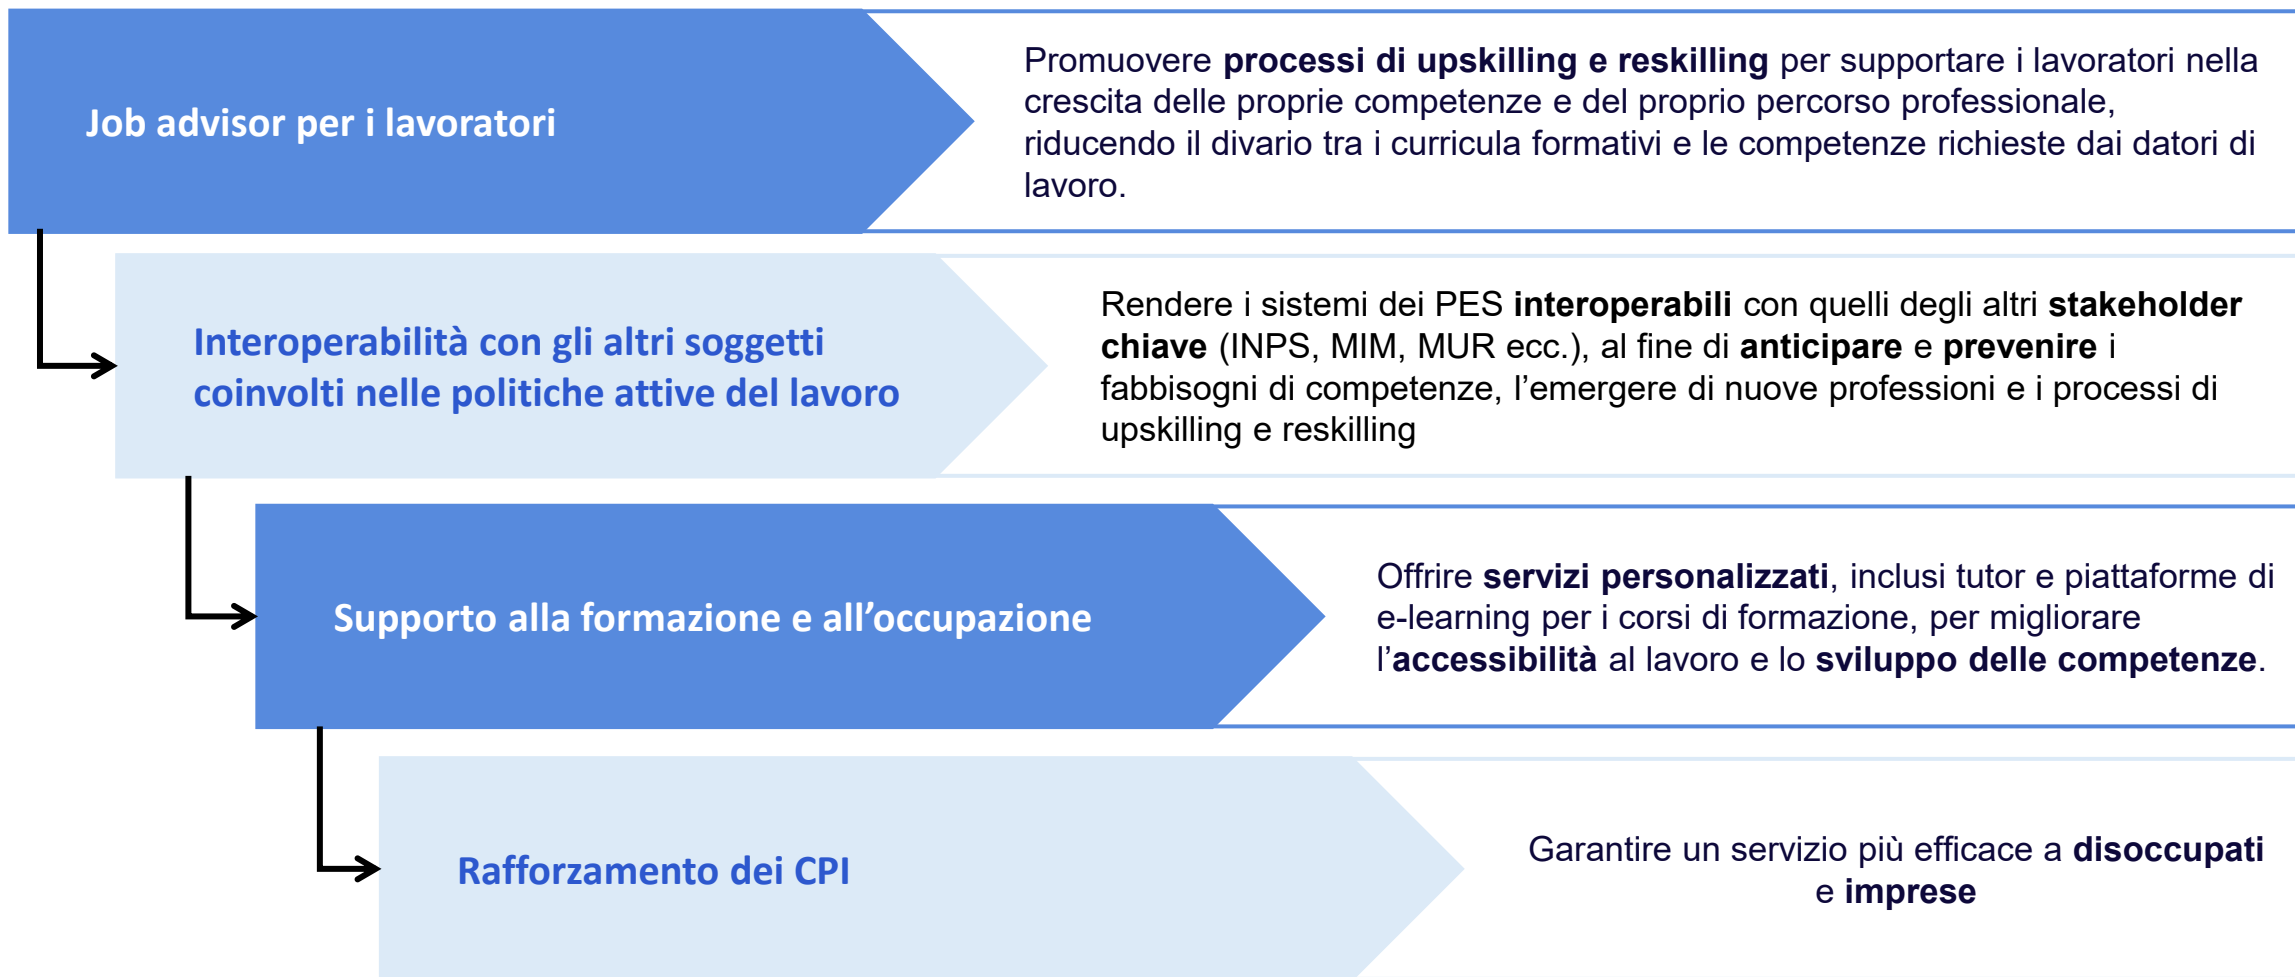 Job advisor per i lavoratori
Promuovere processi di upskilling e reskilling per supportare i lavoratori nella
crescita delle proprie competenze e del proprio percorso professionale,
riducendo il divario tra i curricula formativi e le competenze richieste dai datori di
lavoro.
Interoperabilità con gli altri soggetti
coinvolti nelle politiche attive del lavoro
Rendere i sistemi dei PES interoperabili con quelli degli altri stakeholder
chiave (INPS, MIM, MUR ecc.), al fine di anticipare e prevenire i
fabbisogni di competenze, l’emergere di nuove professioni e i processi di
upskilling e reskilling
Supporto alla formazione e all’occupazione
Offrire servizi personalizzati, inclusi tutor e piattaforme di
e-learning per i corsi di formazione, per migliorare
l’accessibilità al lavoro e lo sviluppo delle competenze.
Rafforzamento dei CPI
Garantire un servizio più efficace a disoccupati
e imprese